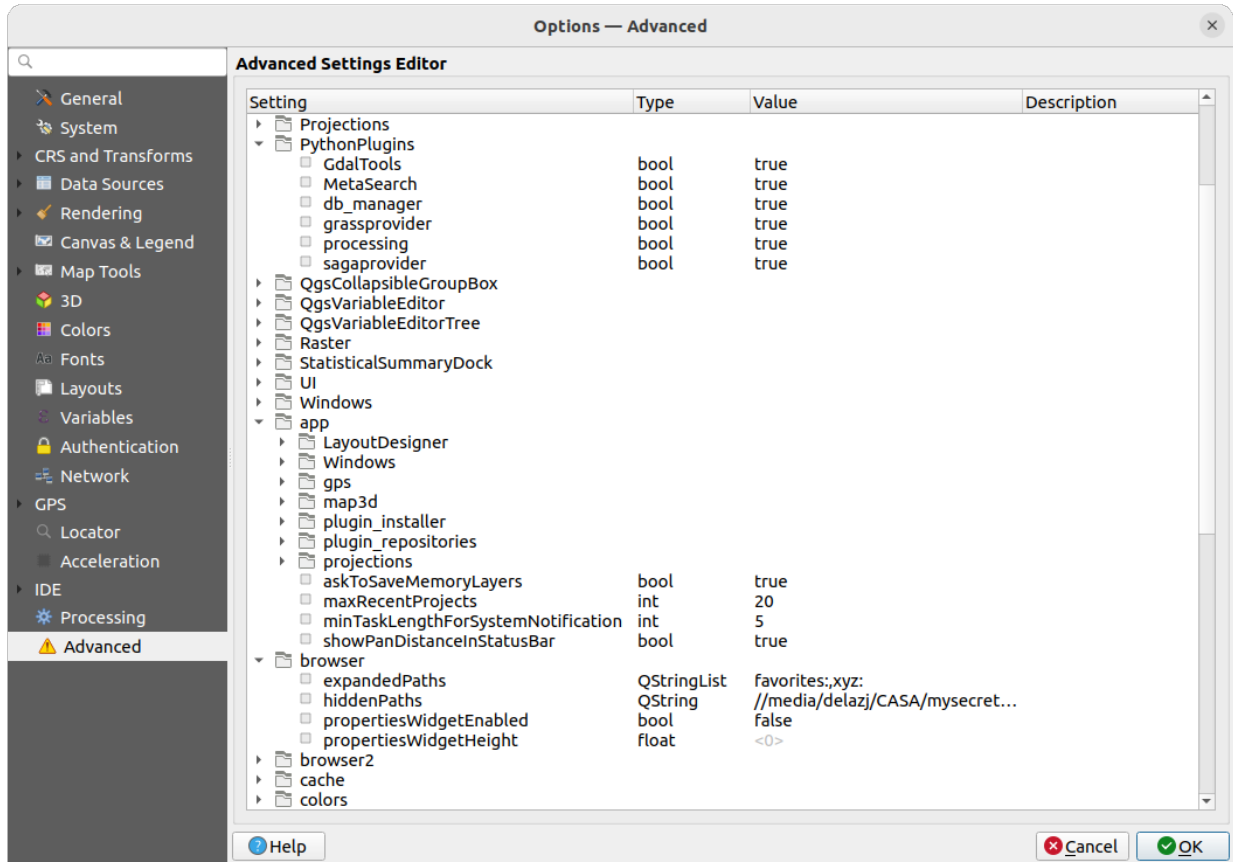 Options — Advanced
Advanced Settings Editor
General
System
CRS and Transforms
Data Sources
Rendering
Canvas & Legend
Map Tools
3D
Colors
Fonts
Layouts
Variables
Authentication
Network
GPS
Locator
Acceleration
IDE
Processing
Advanced
Setting Type Value Description
Projections
PythonPlugins
GdalTools bool true
MetaSearch bool true
db_manager bool true
grassprovider bool true
processing bool true
sagaprovider bool true
QgsCollapsibleGroupBox
QgsVariableEditor
QgsVariableEditorTree
Raster
StatisticalSummaryDock
UI
Windows
app
LayoutDesigner
Windows
gps
map3d
plugin_installer
plugin_repositories
projections
askToSaveMemoryLayers bool true
maxRecentProjects int 20
minTaskLengthForSystemNotification int 5
showPanDistanceInStatusBar bool true
browser
expandedPaths QStringList favorites:,xyz:
hiddenPaths QString //media/delazj/CASA/mysecret...
propertiesWidgetEnabled bool false
propertiesWidgetHeight float <0>
browser2
cache
colors
Help Cancel OK